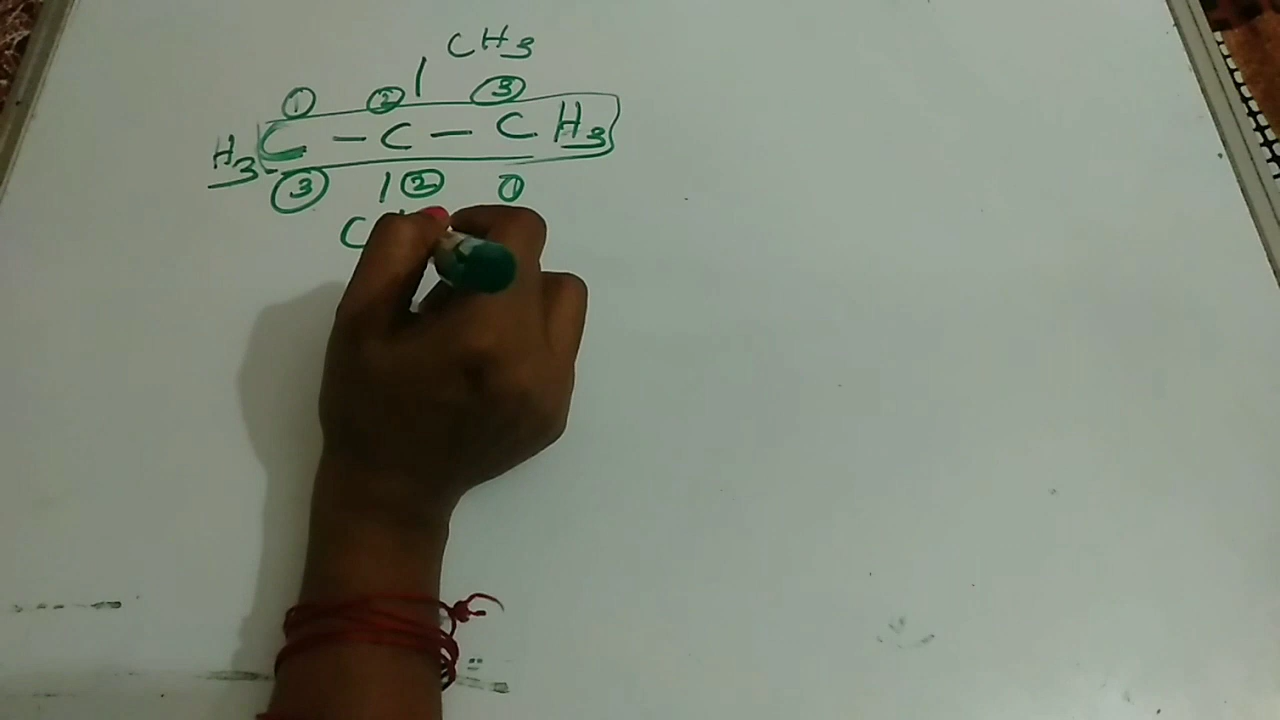 CH3
① ② ③
H3C - C - CH3
③ ② ①
C